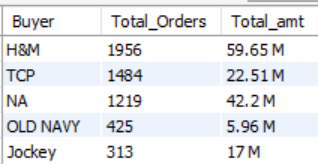 Buyer Total_Orders Total_amt
H&M 1956 59.65 M
TCP 1484 22.51 M
NA 1219 42.2 M
OLD NAVY 425 5.96 M
Jockey 313 17 M